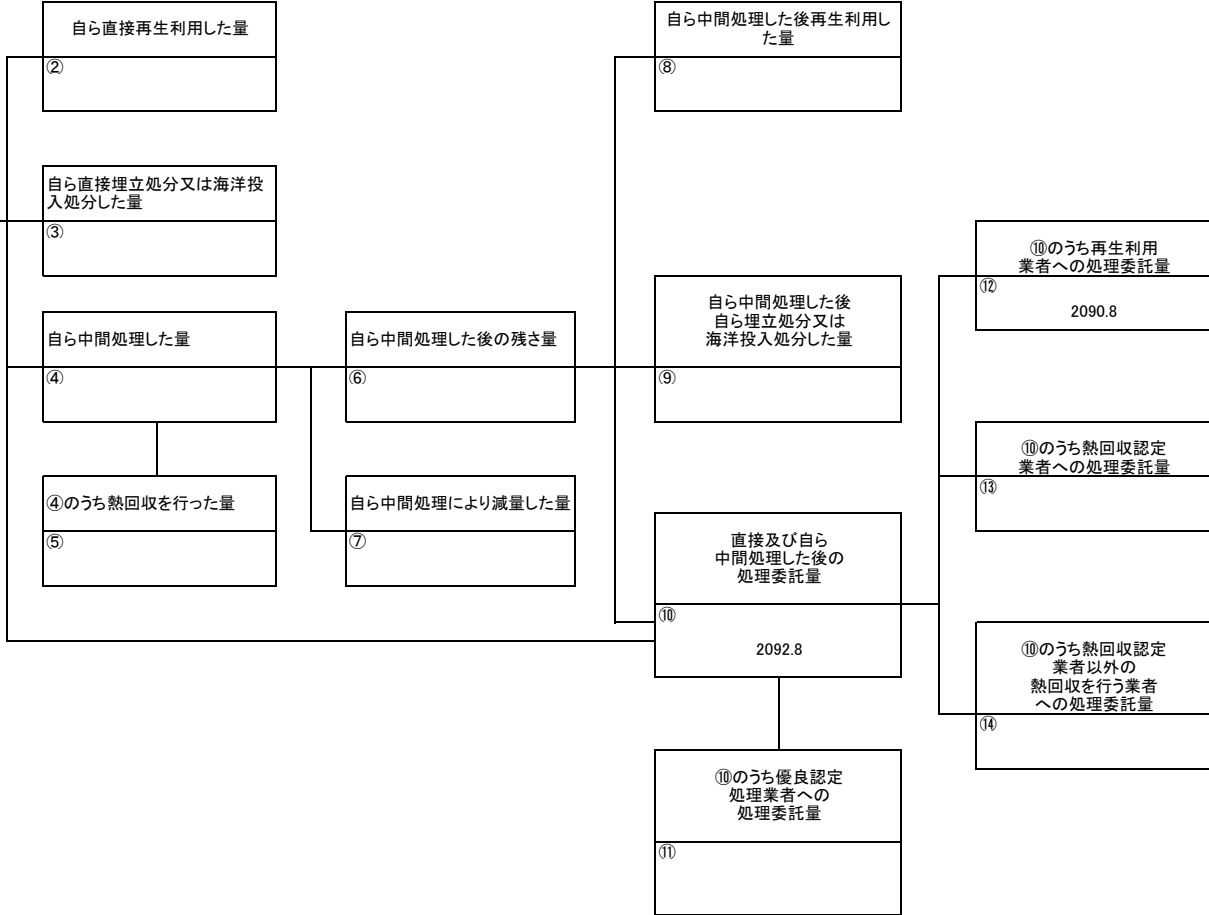 自ら直接再生利用した量
②
自ら中間処理した後再生利用し
た量
⑧
自ら直接埋立処分又は海洋投
入処分した量
③
⑩のうち再生利用
業者への処理委託量
⑫
2090.8
自ら中間処理した量
④
自ら中間処理した後の残さ量
⑥
自ら中間処理した後
自ら埋立処分又は
海洋投入処分した量
⑨
⑩のうち熱回収認定
業者への処理委託量
⑬
④のうち熱回収を行った量
⑤
自ら中間処理により減量した量
⑦
直接及び自ら
中間処理した後の
処理委託量
⑩
2092.8
⑩のうち熱回収認定
業者以外の
熱回収を行う業者
への処理委託量
⑭
⑩のうち優良認定
処理業者への
処理委託量
⑪